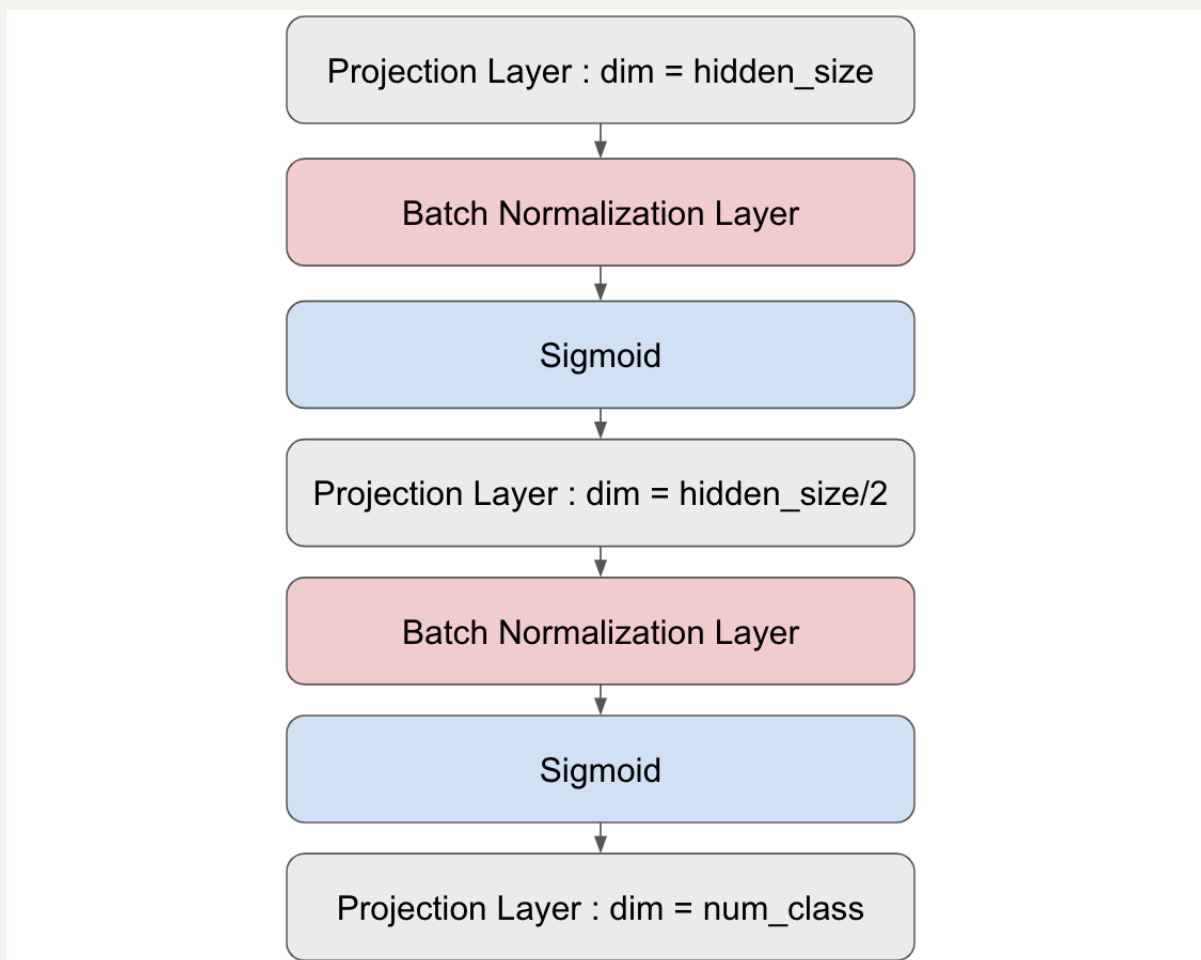 Projection Layer : dim = hidden_size
Batch Normalization Layer
Sigmoid
Projection Layer : dim = hidden_size/2
Batch Normalization Layer
Sigmoid
Projection Layer : dim = num_class